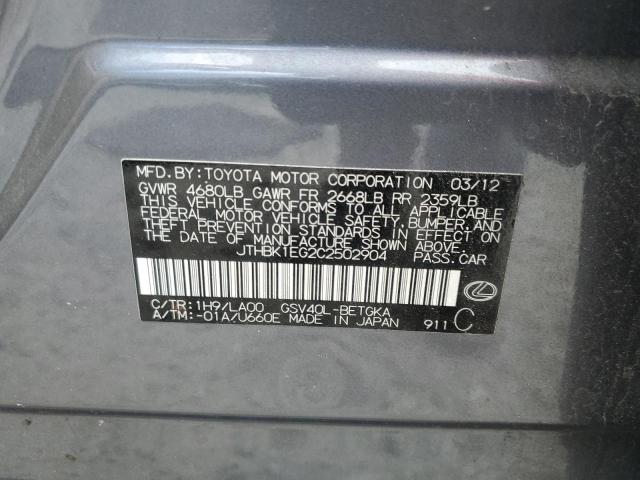 MFD.BY:TOYOTA MOTOR CORPORATION 03/12
GVWR 4680LB GAWR FR 2668LB RR 2359LB
THIS VEHICLE CONFORMS TO ALL APPLICABLE
FEDERAL MOTOR VEHICLE SAFETY,BUMPER,AND
THEFT PREVENTION STANDARDS IN EFFECT ON
THE DATE OF MANUFACTURE SHOWN ABOVE.
JTHBK1EG2C2502904 PASS.CAR
C/TR:1H9/LA00 GSV40L-BETGKA
A/TM:-01A/U660E MADE IN JAPAN 911 C